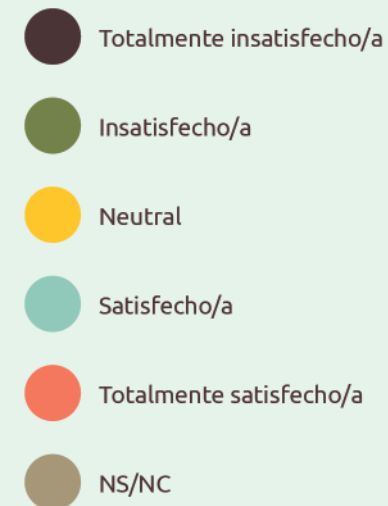 Totalmente insatisfecho/a
Insatisfecho/a
Neutral
Satisfecho/a
Totalmente satisfecho/a
NS/NC